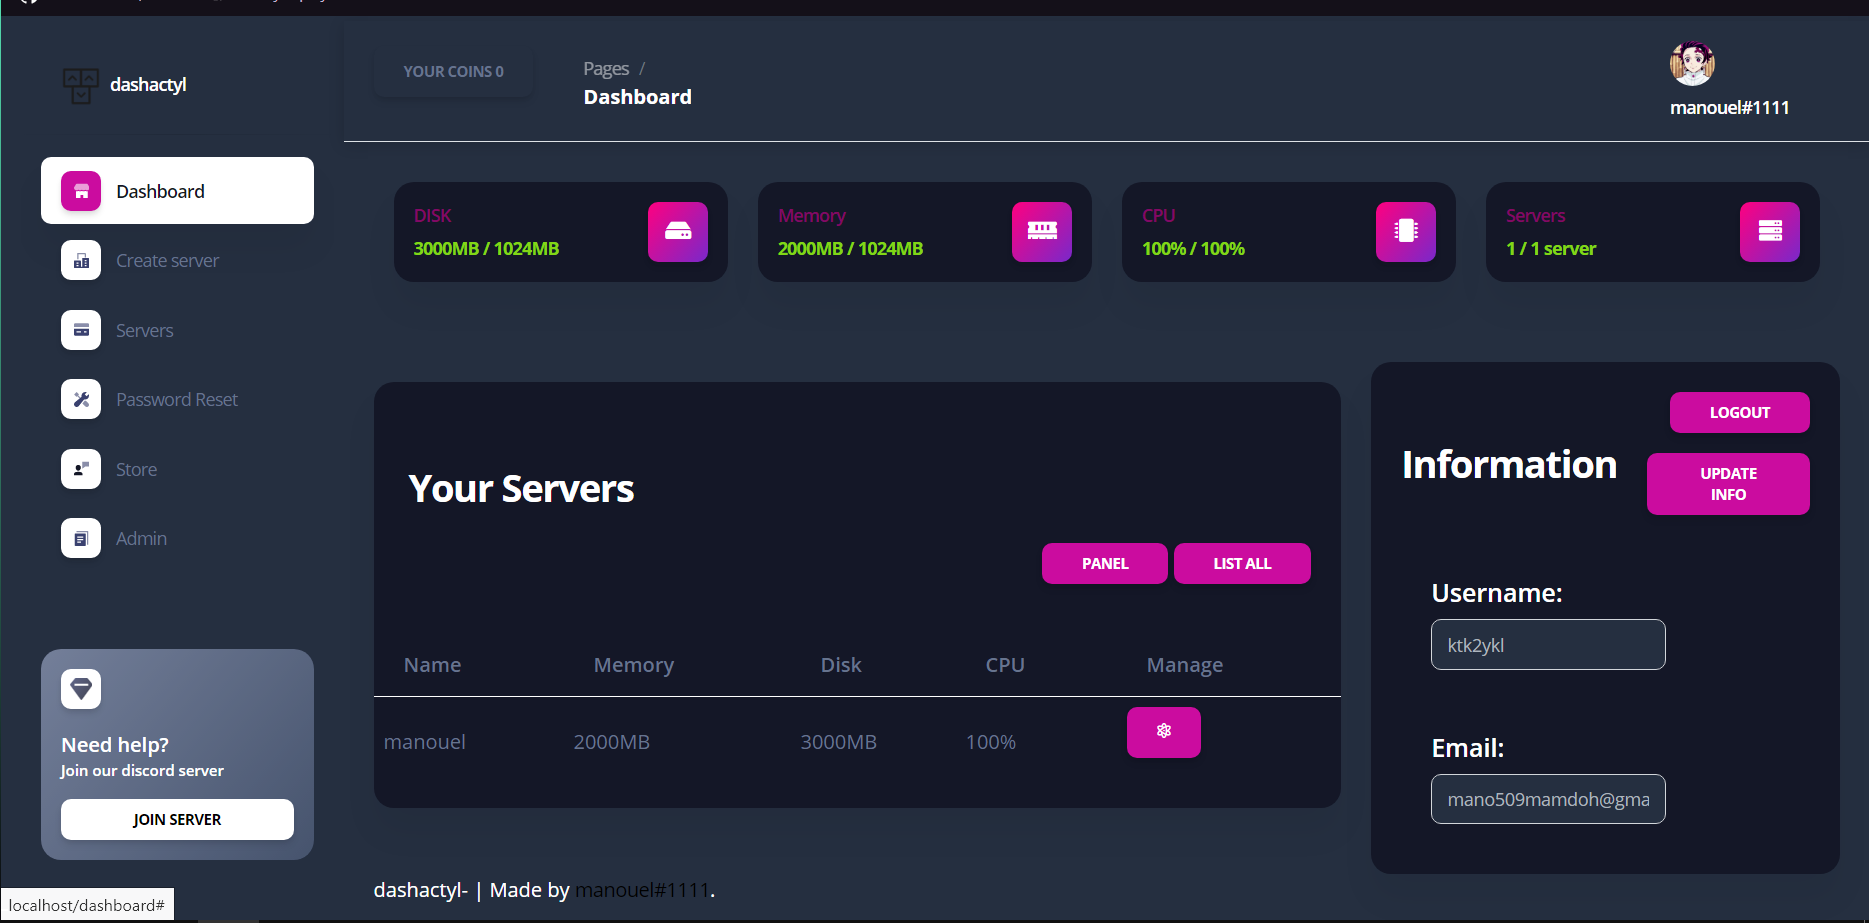 dashactyl
Dashboard
Create server
Servers
Password Reset
Store
Admin
Need help?
Join our discord server
JOIN SERVER
YOUR COINS 0
Pages /
Dashboard
manouel#1111
DISK
3000MB / 1024MB
Memory
2000MB / 1024MB
CPU
100% / 100%
Servers
1 / 1 server
Your Servers
PANEL
LIST ALL
Name Memory Disk CPU Manage
manouel 2000MB 3000MB 100%
LOGOUT
Information
UPDATE
INFO
Username:
ktk2ykl
Email:
mano509mamdoh@gma
dashactyl- | Made by manouel#1111.
localhost/dashboard#